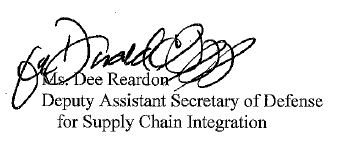 Ms. Dee Reardon
Deputy Assistant Secretary of Defense
for Supply Chain Integration